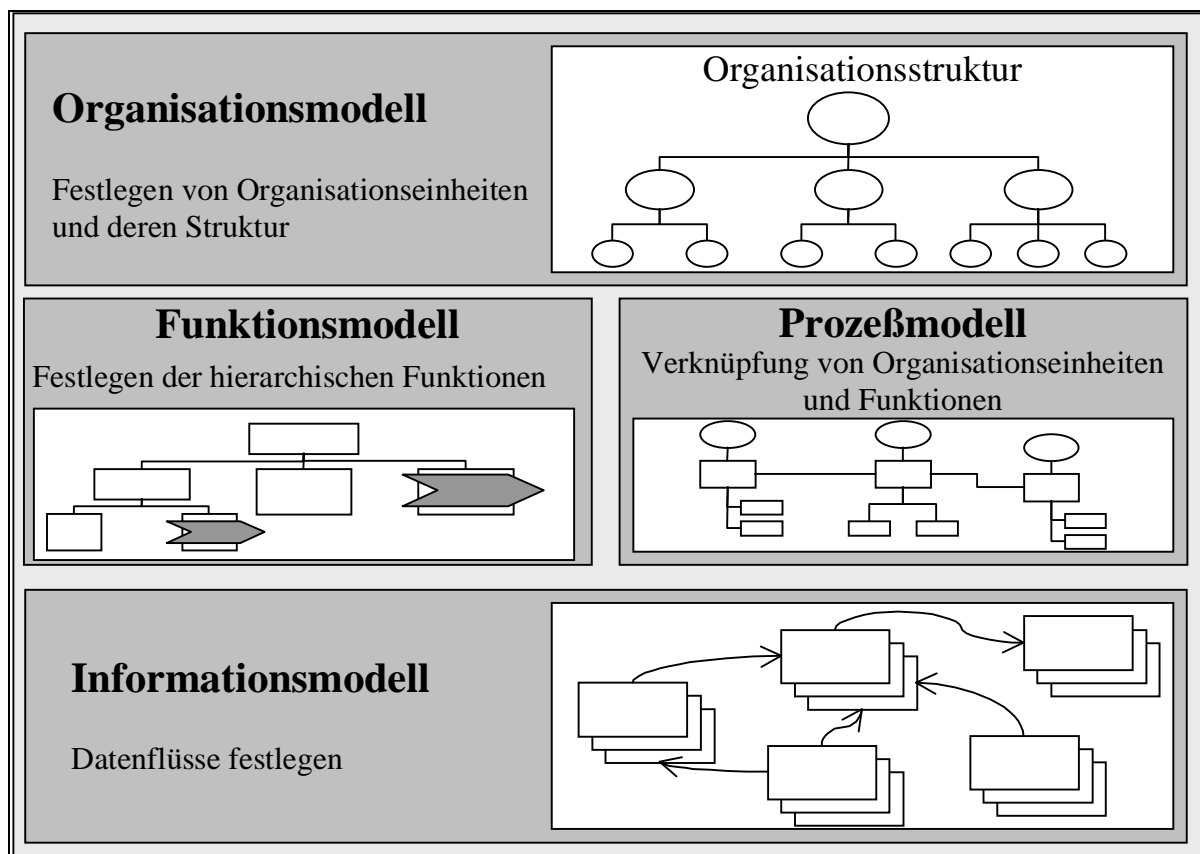 Organisationsmodell
Festlegen von Organisationseinheiten
und deren Struktur
Organisationsstruktur
Funktionsmodell
Festlegen der hierarchischen Funktionen
Prozeßmodell
Verknüpfung von Organisationseinheiten
und Funktionen
Informationsmodell
Datenflüsse festlegen